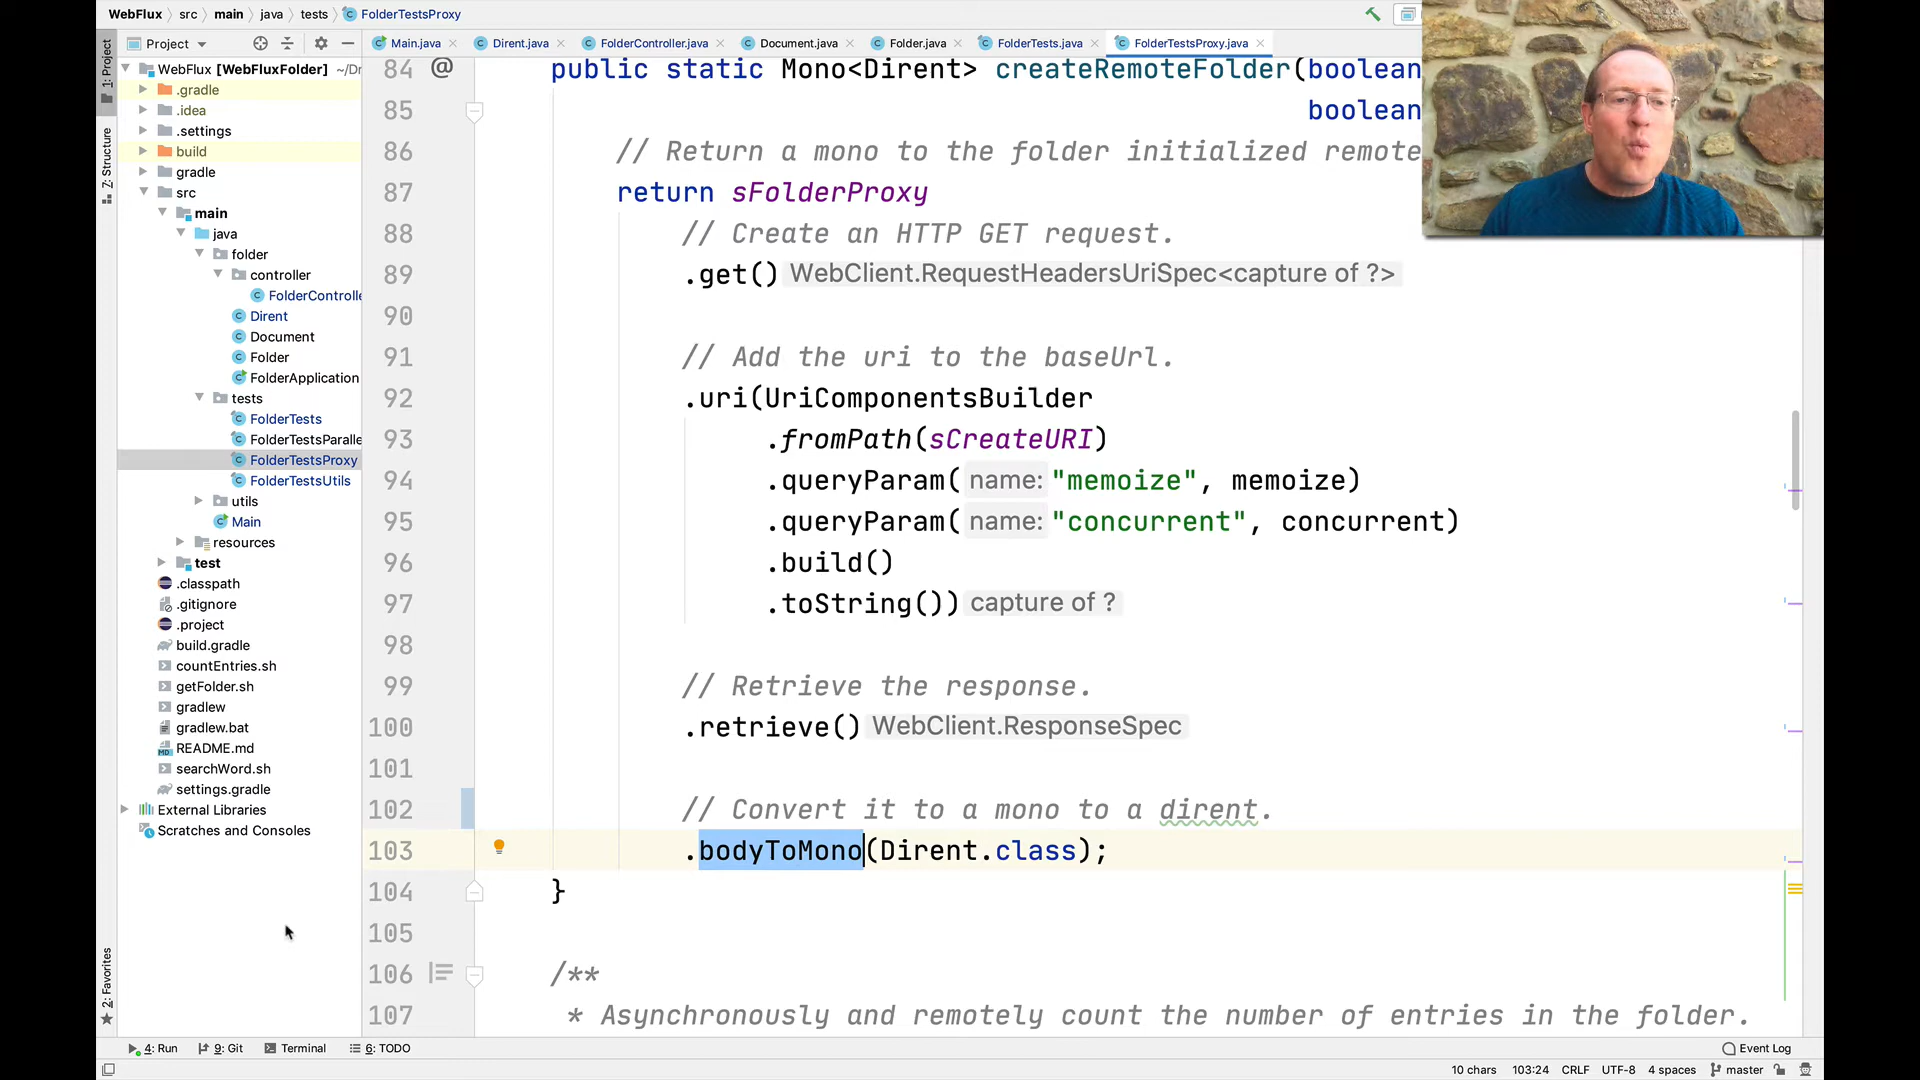 WebFlux
src
main
java
tests
FolderTestsProxy
Project
Main.java
Dirent.java
FolderController.java
Document.java
Folder.java
FolderTests.java
FolderTestsProxy.java
1: Project
Z: Structure
2: Favorites
WebFlux [WebFluxFolder] ~/Dr
.gradle
.idea
.settings
build
gradle
src
main
java
folder
controller
FolderControlle
Dirent
Document
Folder
FolderApplication
tests
FolderTests
FolderTestsParalle
FolderTestsProxy
FolderTestsUtils
utils
Main
resources
test
.classpath
.gitignore
.project
build.gradle
countEntries.sh
getFolder.sh
gradlew
gradlew.bat
README.md
searchWord.sh
settings.gradle
External Libraries
Scratches and Consoles
84 @ public static Mono<Dirent> createRemoteFolder(boolean
85 boolean
86 // Return a mono to the folder initialized remote
87 return sFolderProxy
88 // Create an HTTP GET request.
89 .get() WebClient.RequestHeadersUriSpec<capture of ?>
90
91 // Add the uri to the baseUrl.
92 .uri(UriComponentsBuilder
93 .fromPath(sCreateURI)
94 .queryParam( name: "memoize", memoize)
95 .queryParam( name: "concurrent", concurrent)
96 .build()
97 .toString()) capture of ?
98
99 // Retrieve the response.
100 .retrieve() WebClient.ResponseSpec
101
102 // Convert it to a mono to a dirent.
103 .bodyToMono(Dirent.class);
104 }
105
106 /**
107 * Asynchronously and remotely count the number of entries in the folder.
4: Run
9: Git
Terminal
6: TODO
Event Log
10 chars 103:24 CRLF UTF-8 4 spaces master